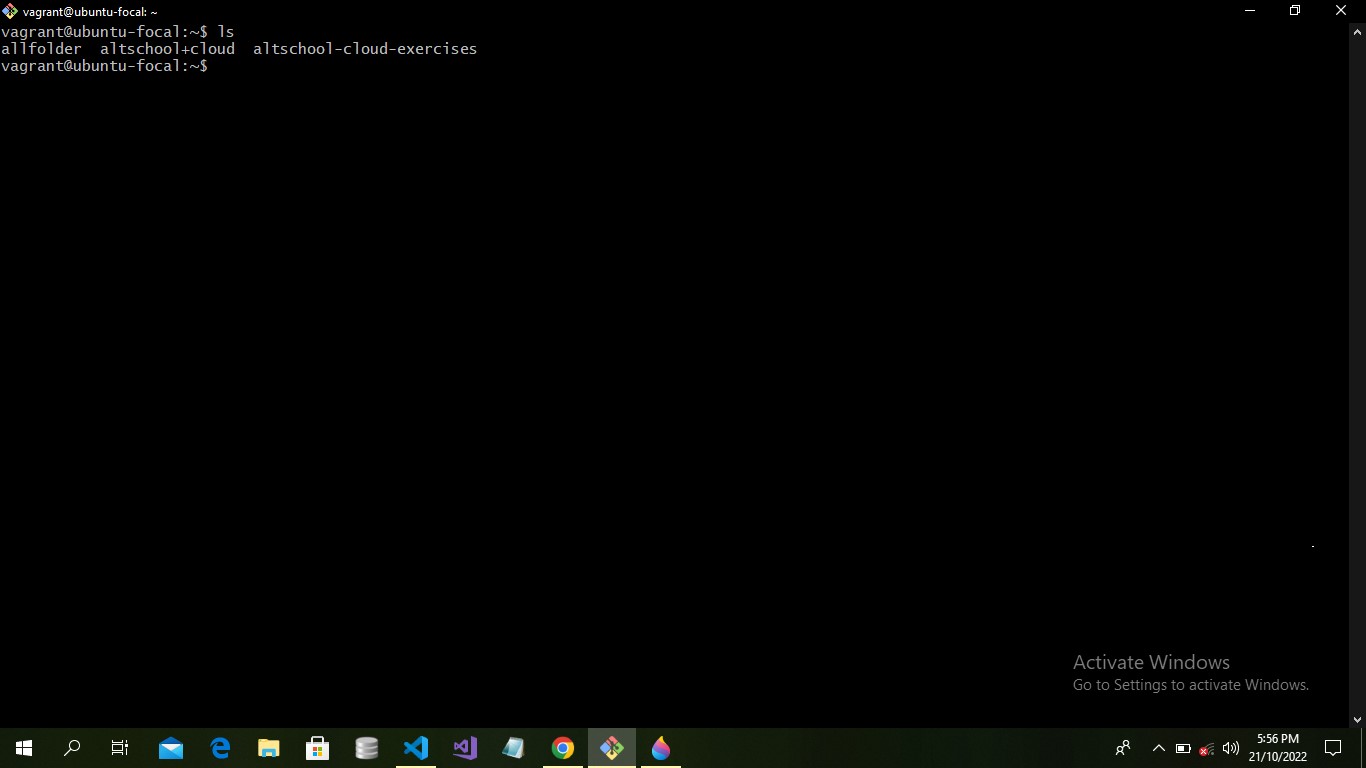 vagrant@ubuntu-focal: ~
vagrant@ubuntu-focal:~$ ls
allfolder  altschool+cloud  altschool-cloud-exercises
vagrant@ubuntu-focal:~$
Activate Windows
Go to Settings to activate Windows.
5:56 PM
21/10/2022